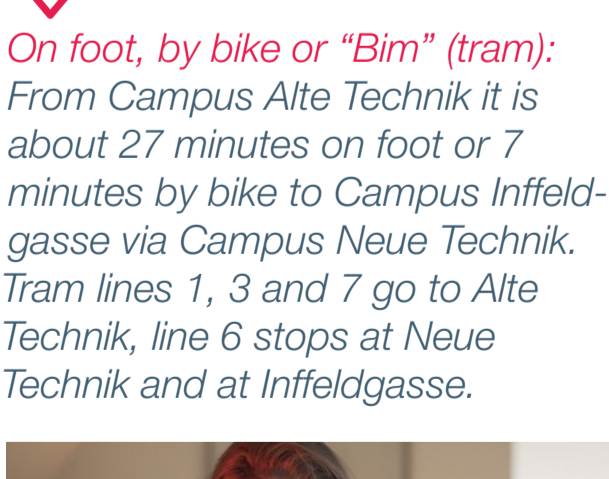 On foot, by bike or “Bim” (tram):
From Campus Alte Technik it is
about 27 minutes on foot or 7
minutes by bike to Campus Inffeld-
gasse via Campus Neue Technik.
Tram lines 1, 3 and 7 go to Alte
Technik, line 6 stops at Neue
Technik and at Inffeldgasse.